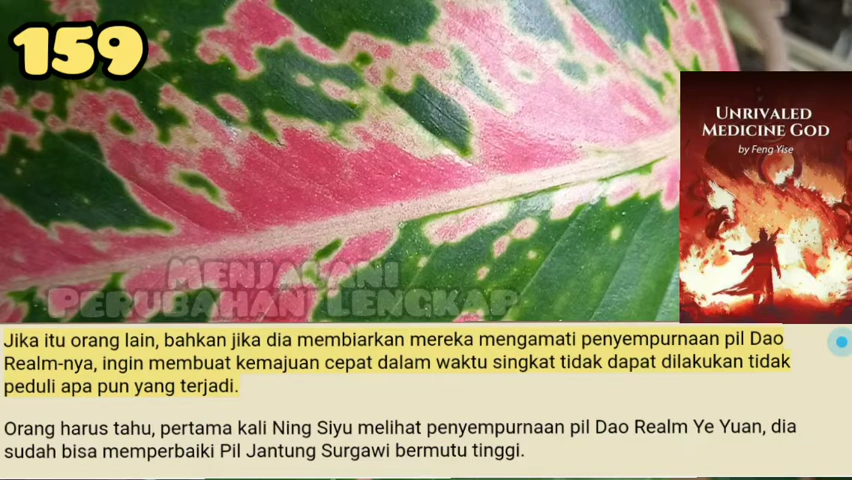 159
UNRIVALED
MEDICINE GOD
by Feng Yise
MENJALANI
PERUBAHAN LENGKAP
Jika itu orang lain, bahkan jika dia membiarkan mereka mengamati penyempurnaan pil Dao
Realm-nya, ingin membuat kemajuan cepat dalam waktu singkat tidak dapat dilakukan tidak
peduli apa pun yang terjadi.
Orang harus tahu, pertama kali Ning Siyu melihat penyempurnaan pil Dao Realm Ye Yuan, dia
sudah bisa memperbaiki Pil Jantung Surgawi bermutu tinggi.